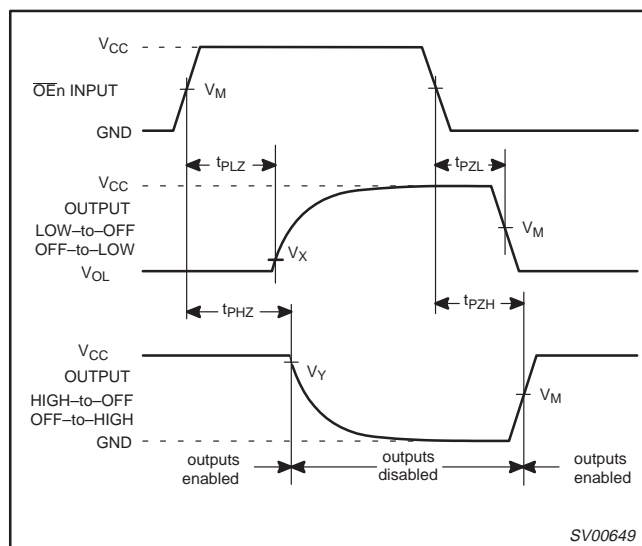 VCC
OEn INPUT
VM
GND
tPLZ
tPZL
VCC
OUTPUT
LOW–to–OFF
OFF–to–LOW
VM
VX
VOL
tPHZ
tPZH
VCC
OUTPUT
VY
HIGH–to–OFF
OFF–to–HIGH
VM
GND
outputs
enabled
outputs
disabled
outputs
enabled
SV00649